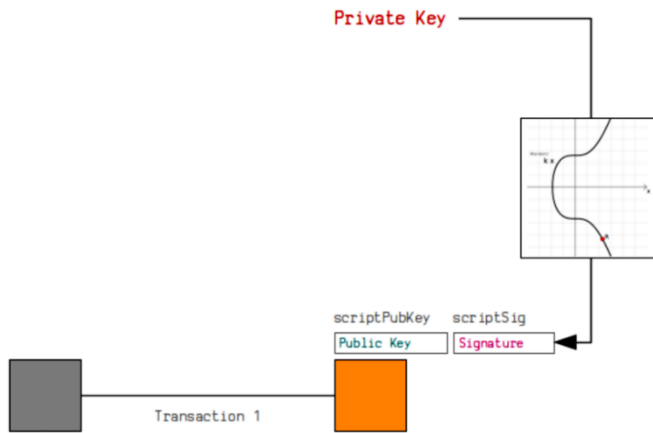 Private Key
k x
x
scriptPubKey scriptSig
Public Key Signature
Transaction 1